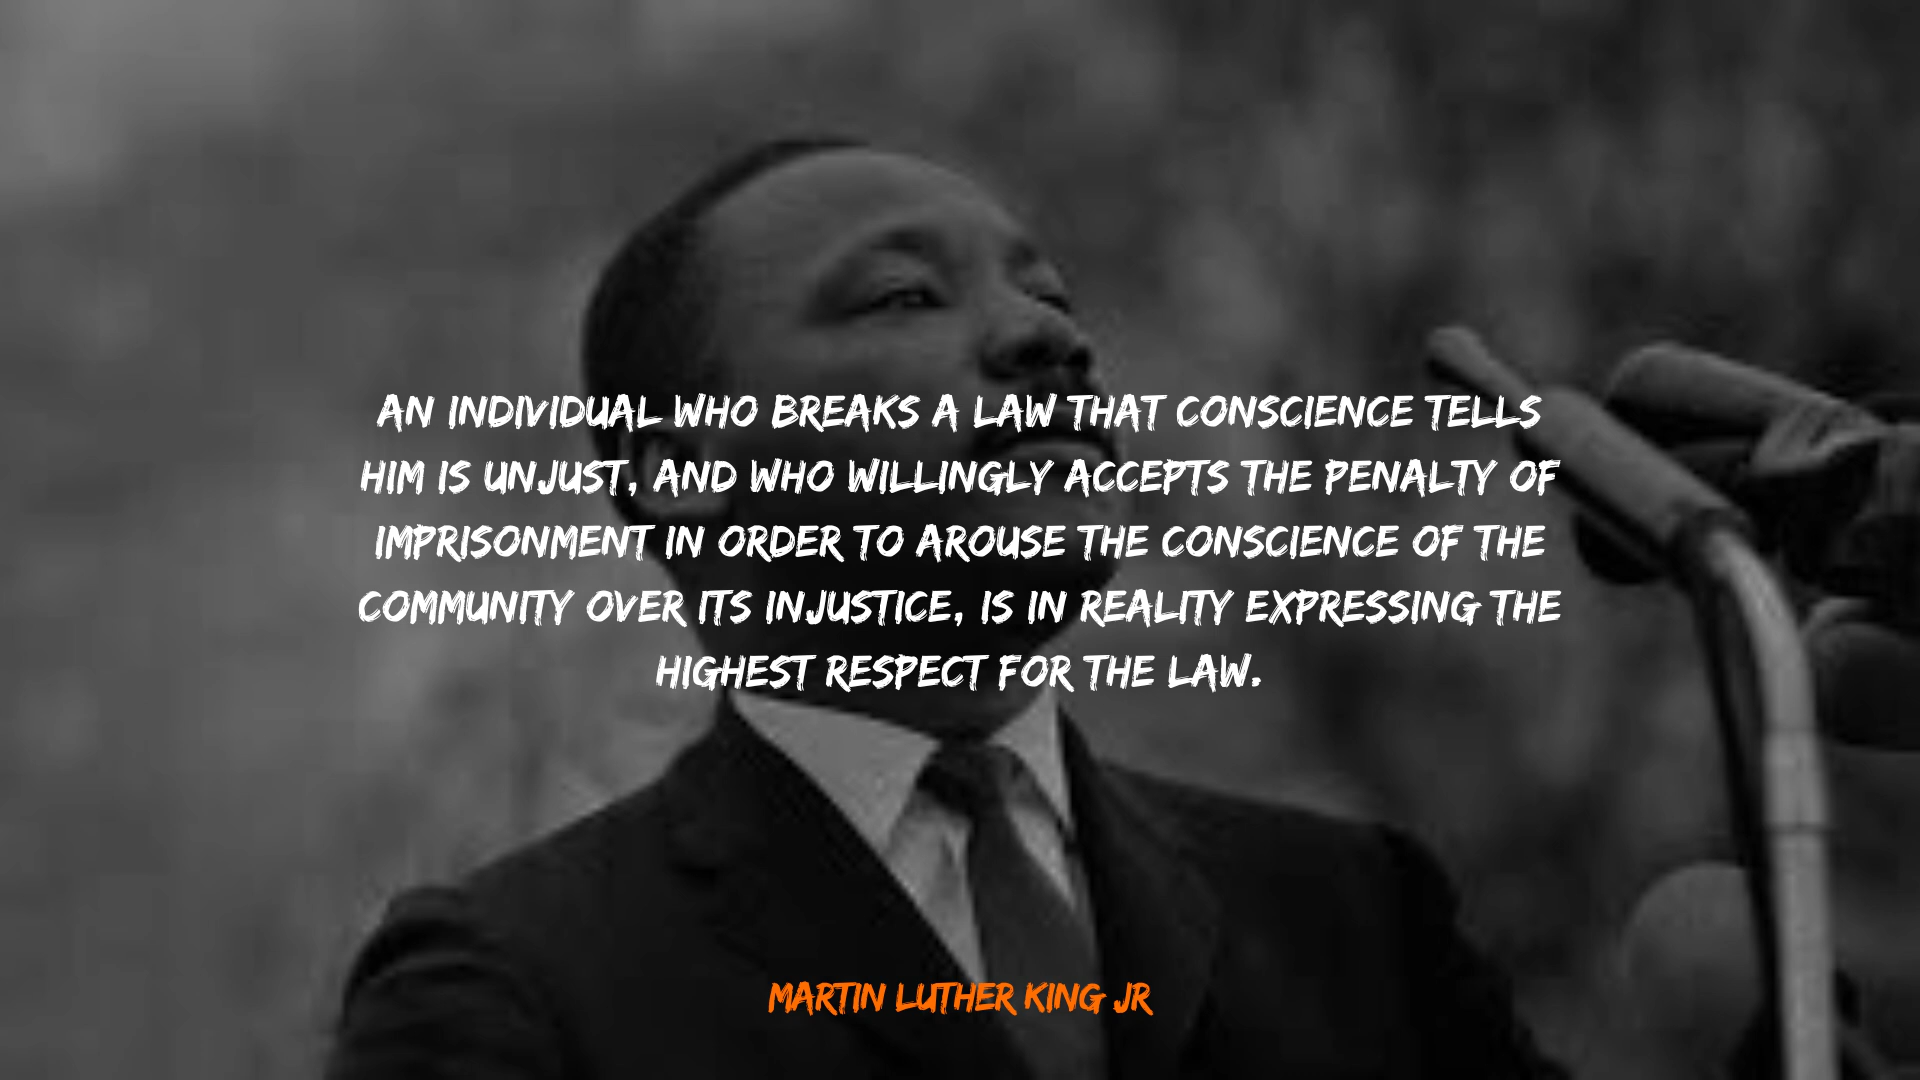 AN INDIVIDUAL WHO BREAKS A LAW THAT CONSCIENCE TELLS
HIM IS UNJUST, AND WHO WILLINGLY ACCEPTS THE PENALTY OF
IMPRISONMENT IN ORDER TO AROUSE THE CONSCIENCE OF THE
COMMUNITY OVER ITS INJUSTICE, IS IN REALITY EXPRESSING THE
HIGHEST RESPECT FOR THE LAW.
MARTIN LUTHER KING JR